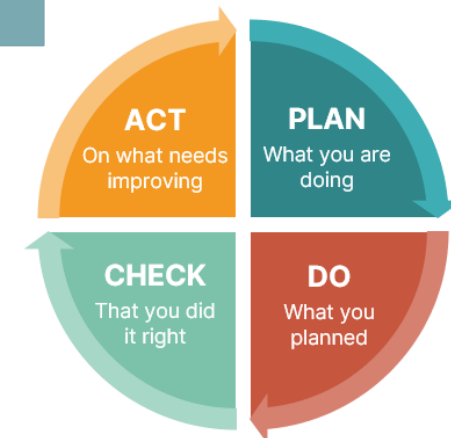 ACT
On what needs
improving
PLAN
What you are
doing
CHECK
That you did
it right
DO
What you
planned